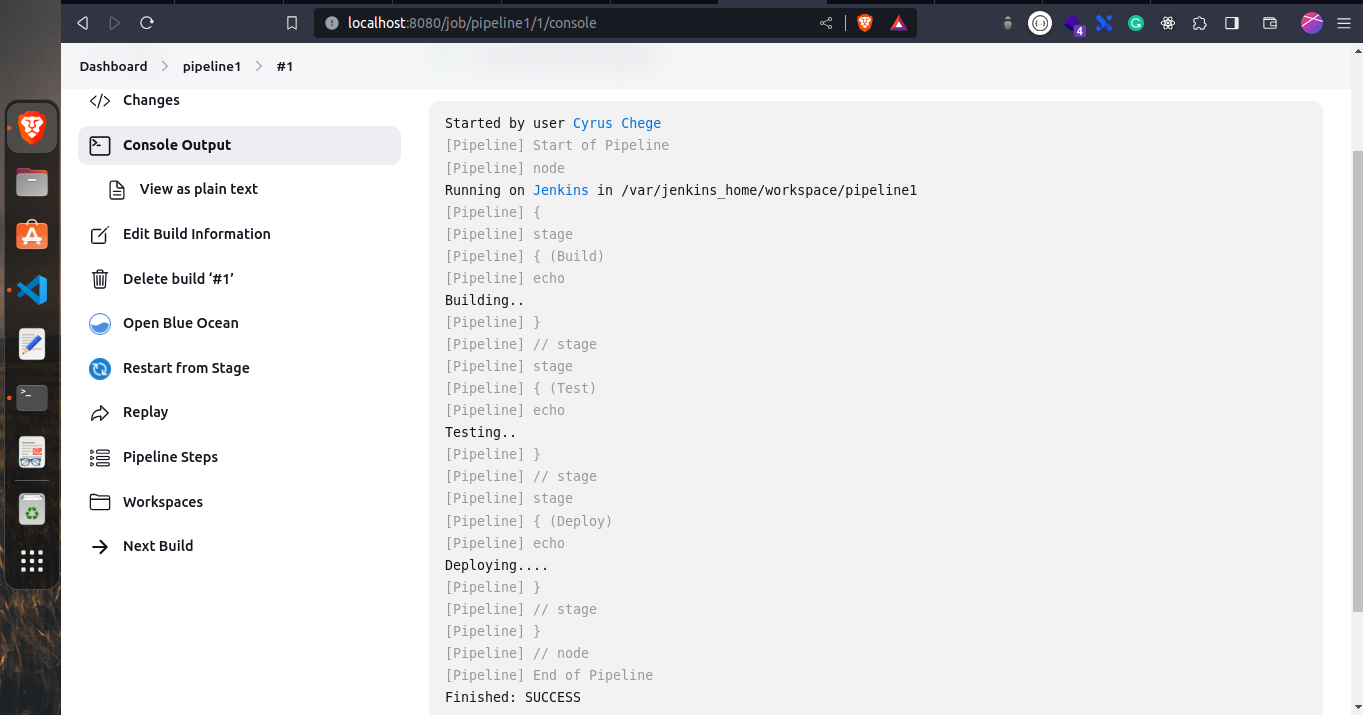 localhost:8080/job/pipeline1/1/console
4
Dashboard
pipeline1
#1
Changes
Console Output
View as plain text
Edit Build Information
Delete build ‘#1’
Open Blue Ocean
Restart from Stage
Replay
Pipeline Steps
Workspaces
Next Build
Started by user Cyrus Chege
[Pipeline] Start of Pipeline
[Pipeline] node
Running on Jenkins in /var/jenkins_home/workspace/pipeline1
[Pipeline] {
[Pipeline] stage
[Pipeline] { (Build)
[Pipeline] echo
Building..
[Pipeline] }
[Pipeline] // stage
[Pipeline] stage
[Pipeline] { (Test)
[Pipeline] echo
Testing..
[Pipeline] }
[Pipeline] // stage
[Pipeline] stage
[Pipeline] { (Deploy)
[Pipeline] echo
Deploying....
[Pipeline] }
[Pipeline] // stage
[Pipeline] }
[Pipeline] // node
[Pipeline] End of Pipeline
Finished: SUCCESS